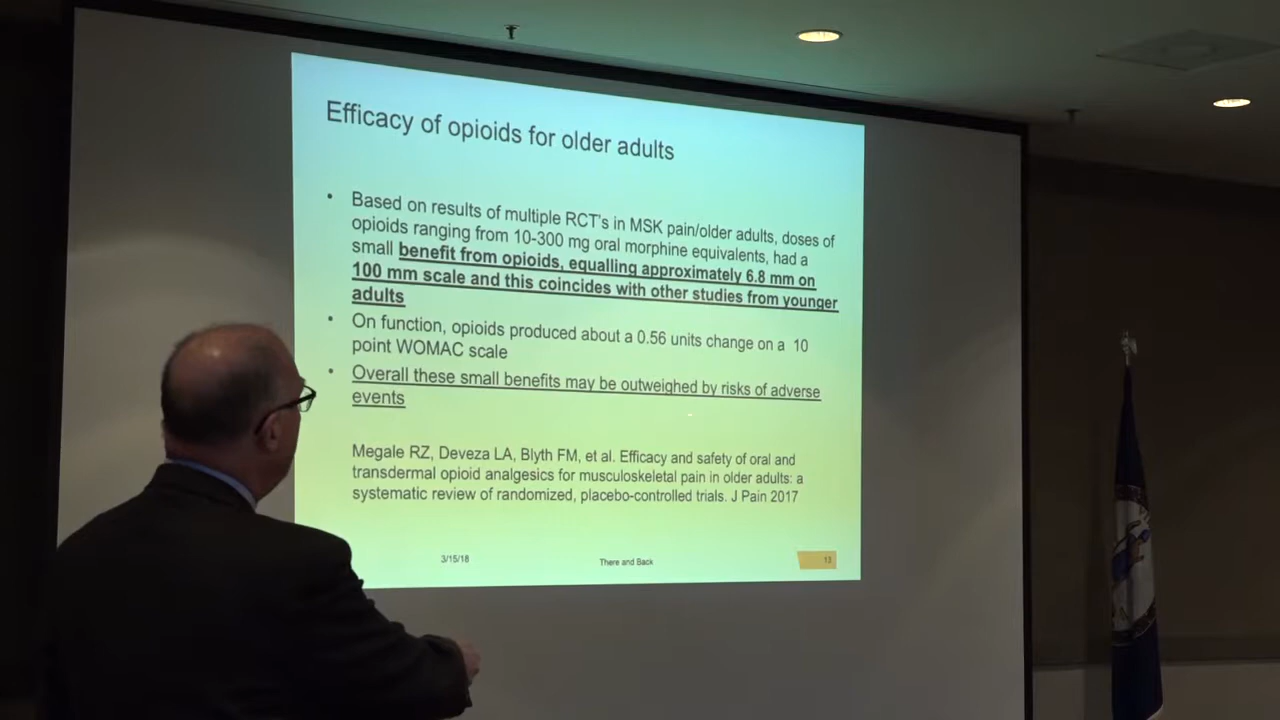 Efficacy of opioids for older adults
• Based on results of multiple RCT's in MSK pain/older adults, doses of
opioids ranging from 10-300 mg oral morphine equivalents, had a
small benefit from opioids, equalling approximately 6.8 mm on
100 mm scale and this coincides with other studies from younger
adults
• On function, opioids produced about a 0.56 units change on a 10
point WOMAC scale
• Overall these small benefits may be outweighed by risks of adverse
events
Megale RZ, Deveza LA, Blyth FM, et al. Efficacy and safety of oral and
transdermal opioid analgesics for musculoskeletal pain in older adults: a
systematic review of randomized, placebo-controlled trials. J Pain 2017
3/15/18 There and Back 13